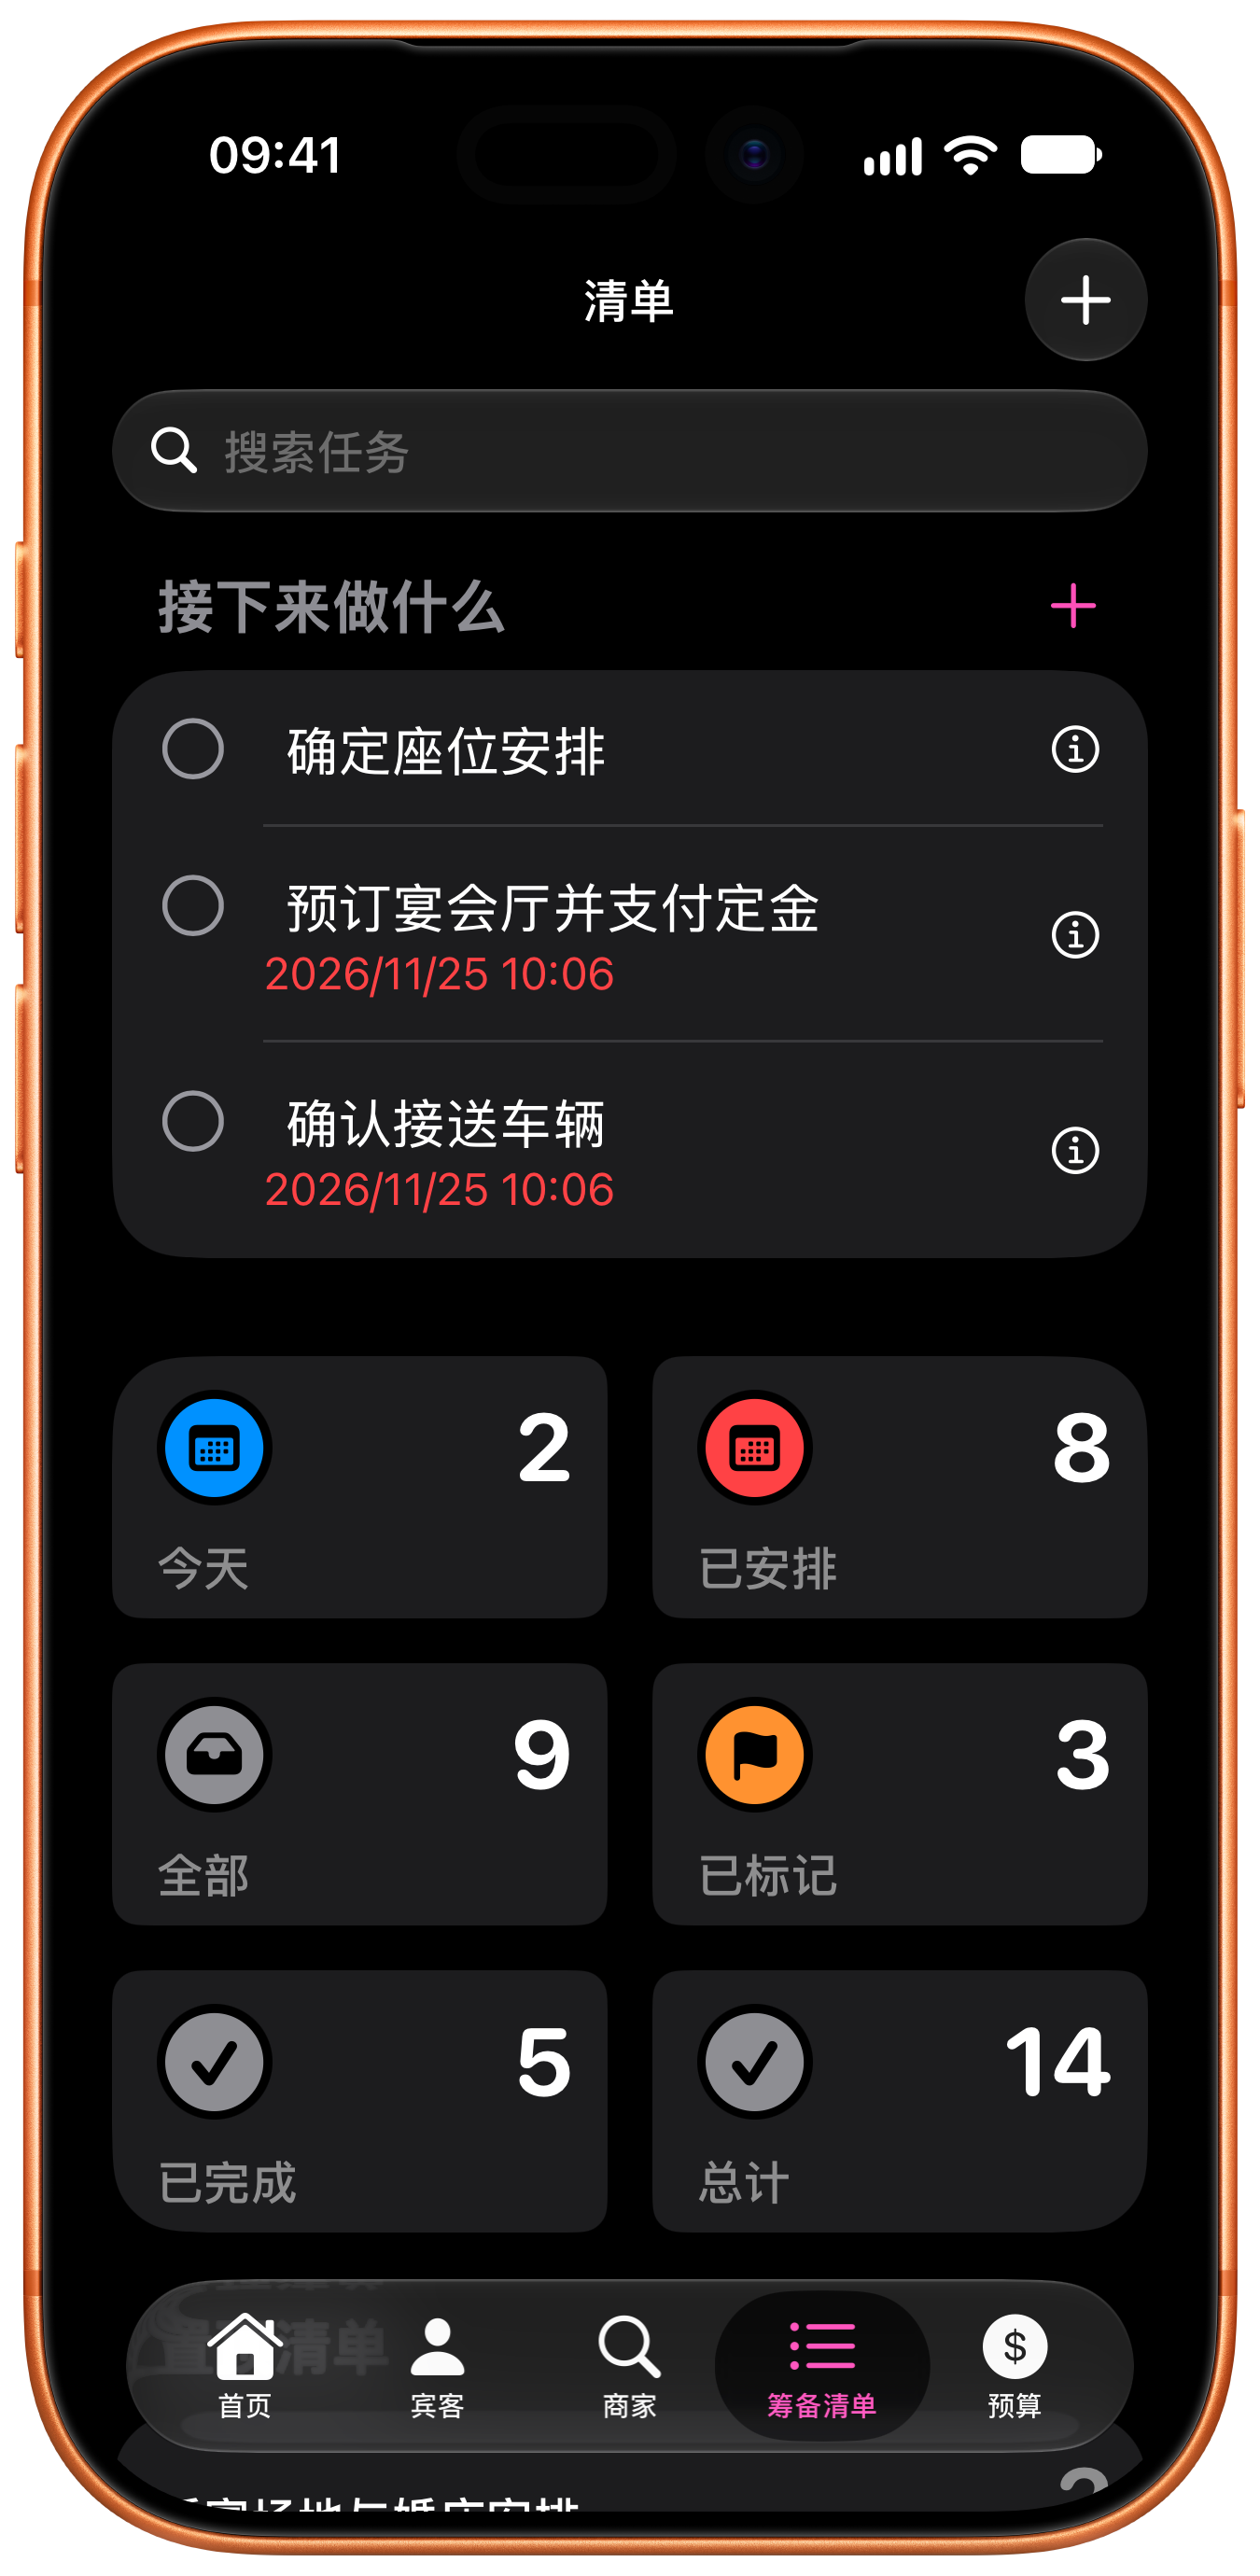 09:41
清单
搜索任务
接下来做什么
确定座位安排
预订宴会厅并支付定金
2026/11/25 10:06
确认接送车辆
2026/11/25 10:06
2
今天
8
已安排
9
全部
3
已标记
5
已完成
14
总计
清单
首页
宾客
商家
筹备清单
预算